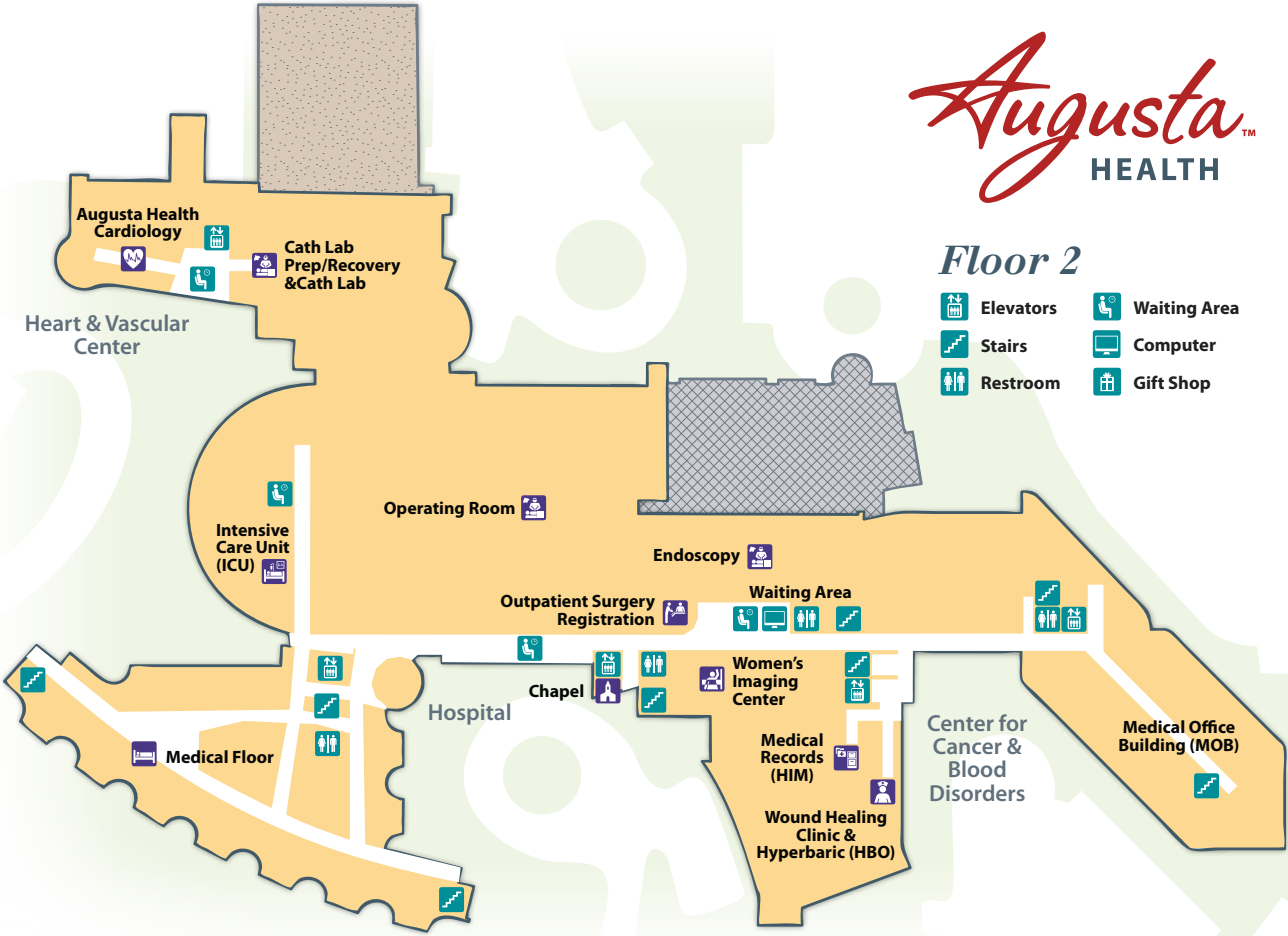 Augusta™
HEALTH
Floor 2
Elevators
Stairs
Restroom
Waiting Area
Computer
Gift Shop
Augusta Health
Cardiology
Cath Lab
Prep/Recovery
&Cath Lab
Heart & Vascular
Center
Operating Room
Intensive
Care Unit
(ICU)
Endoscopy
Waiting Area
Outpatient Surgery
Registration
Chapel
Women's
Imaging
Center
Hospital
Medical Floor
Medical
Records
(HIM)
Wound Healing
Clinic &
Hyperbaric (HBO)
Center for
Cancer &
Blood
Disorders
Medical Office
Building (MOB)